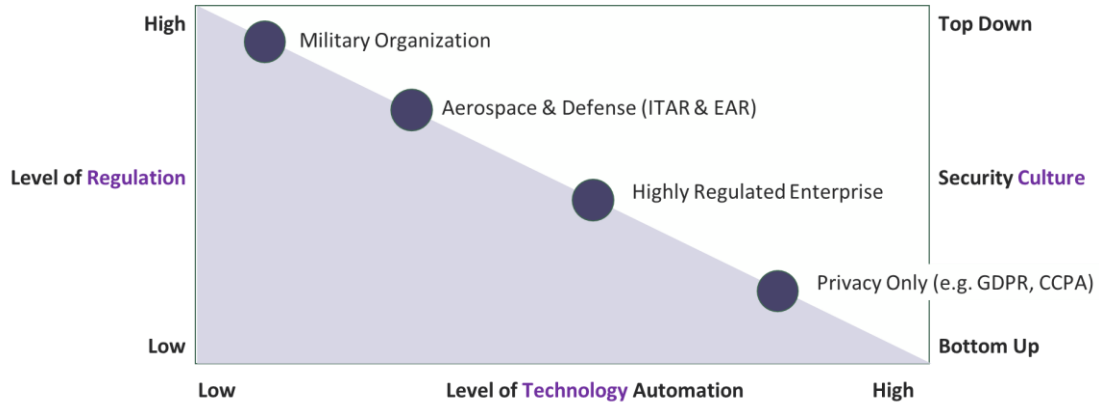 High
Top Down
Military Organization
Aerospace & Defense (ITAR & EAR)
Level of Regulation
Security Culture
Highly Regulated Enterprise
Privacy Only (e.g. GDPR, CCPA)
Low
Bottom Up
Low
Level of Technology Automation
High